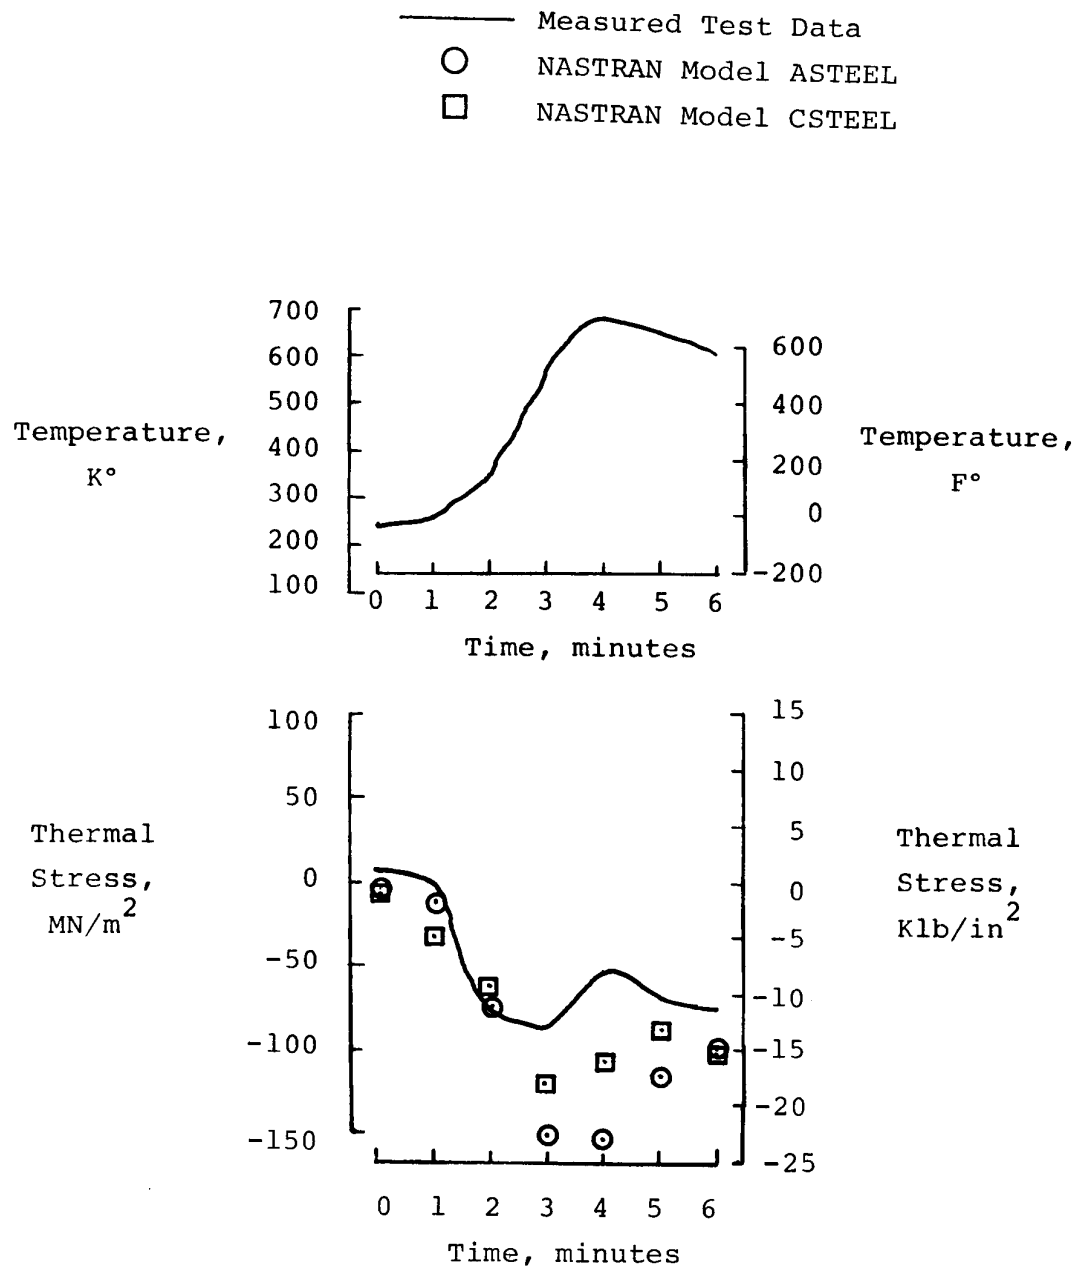 Measured Test Data
NASTRAN Model ASTEEL
NASTRAN Model CSTEEL
700
600
500
400
300
200
100
Temperature,
K°
600
400
200
0
-200
Temperature,
F°
0 1 2 3 4 5 6
Time, minutes
100
50
0
-50
-100
-150
Thermal
Stress,
MN/m²
15
10
5
0
-5
-10
-15
-20
-25
Thermal
Stress,
Klb/in²
0 1 2 3 4 5 6
Time, minutes